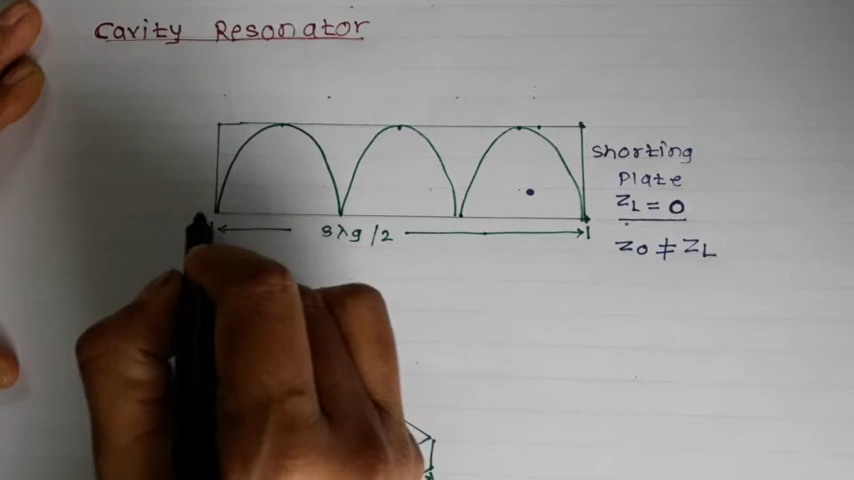 Cavity Resonator
Shorting
Plate
ZL = 0
Z0 ≠ ZL
3λg/2